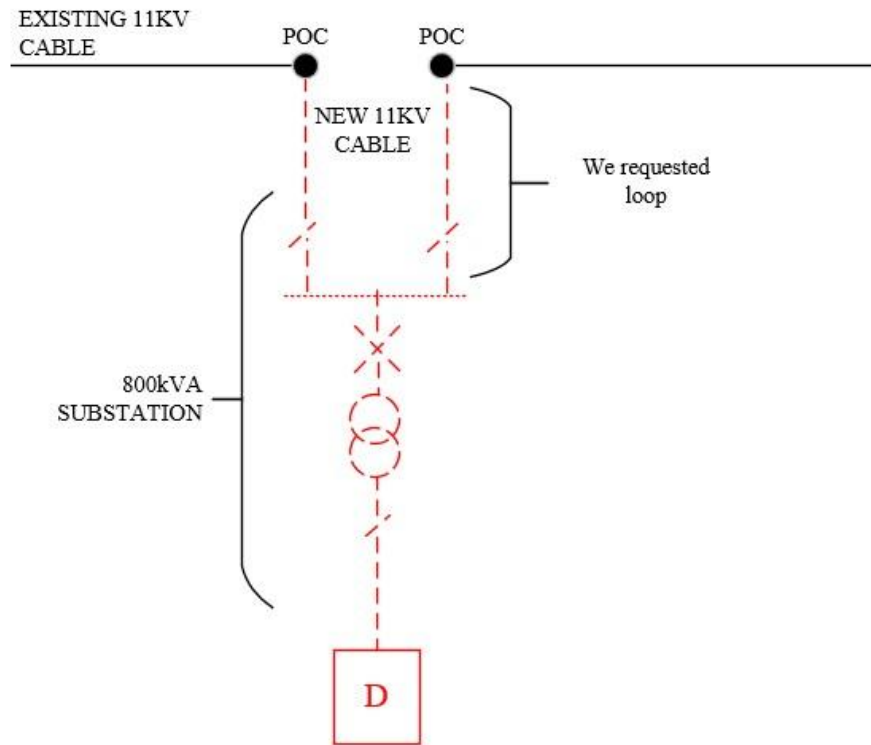 EXISTING 11KV
CABLE
POC
POC
NEW 11KV
CABLE
We requested
loop
800kVA
SUBSTATION
D